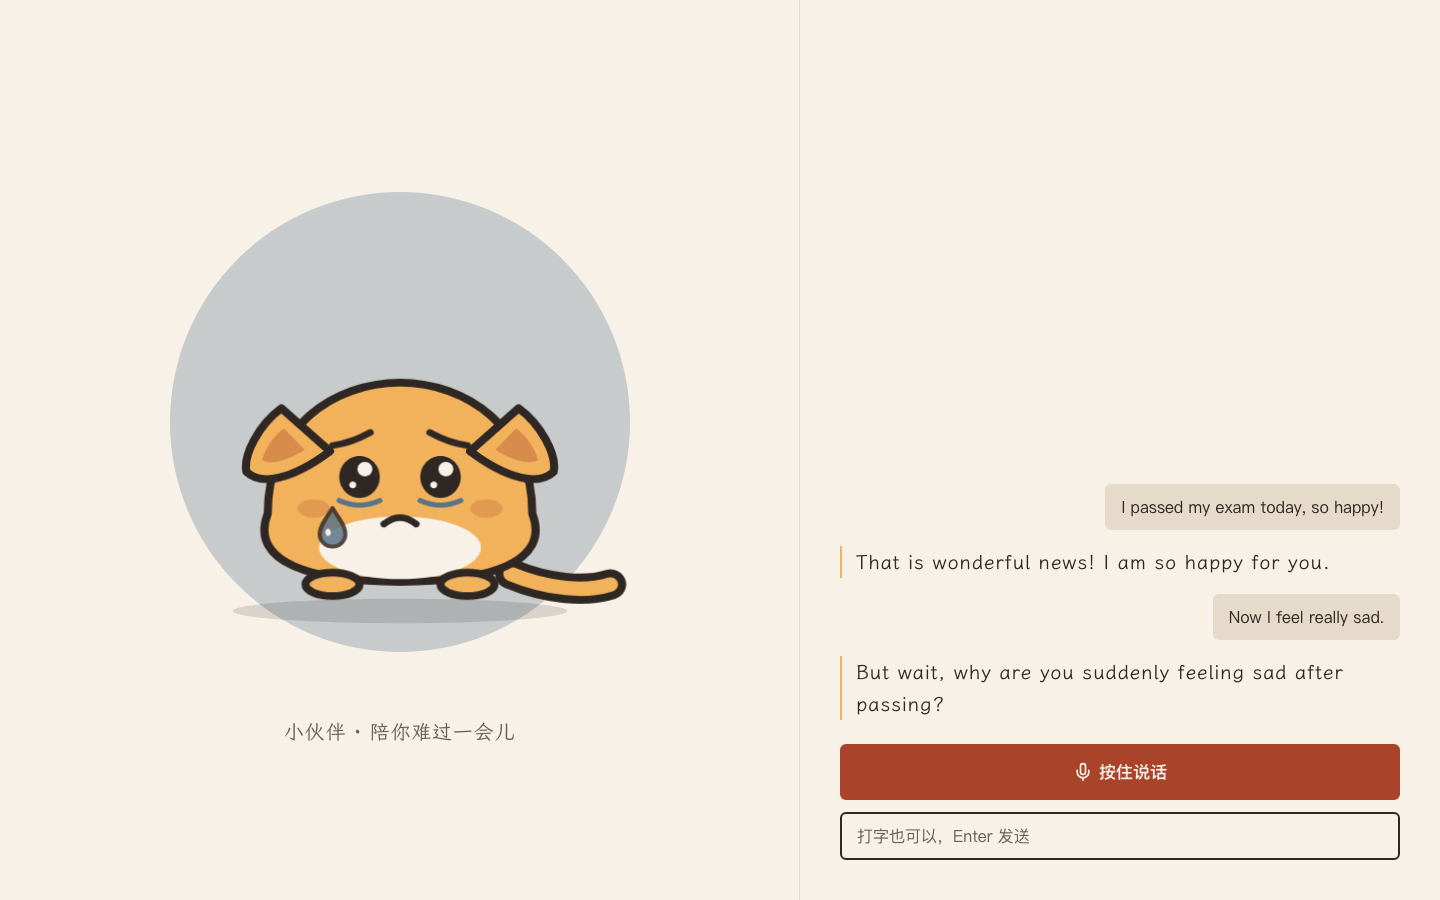 小伙伴・陪你难过一会儿
I passed my exam today, so happy!
That is wonderful news! I am so happy for you.
Now I feel really sad.
But wait, why are you suddenly feeling sad after
passing?
按住说话
打字也可以，Enter 发送